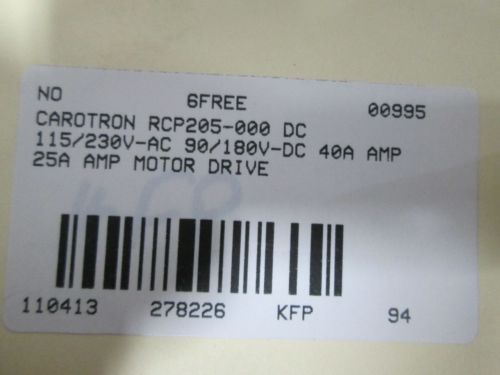 NO 6FREE 00995
CAROTRON RCP205-000 DC
115/230V-AC 90/180V-DC 40A AMP
25A AMP MOTOR DRIVE
110413 278226 KFP 94